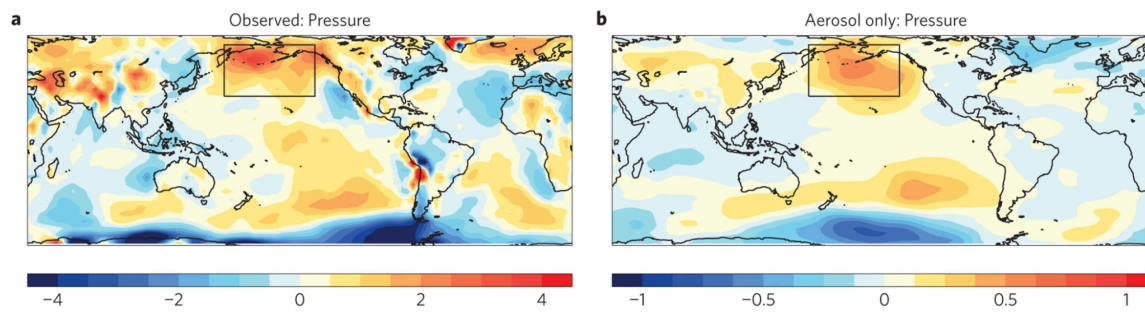 a
Observed: Pressure
−4 −2 0 2 4
b
Aerosol only: Pressure
−1 −0.5 0 0.5 1